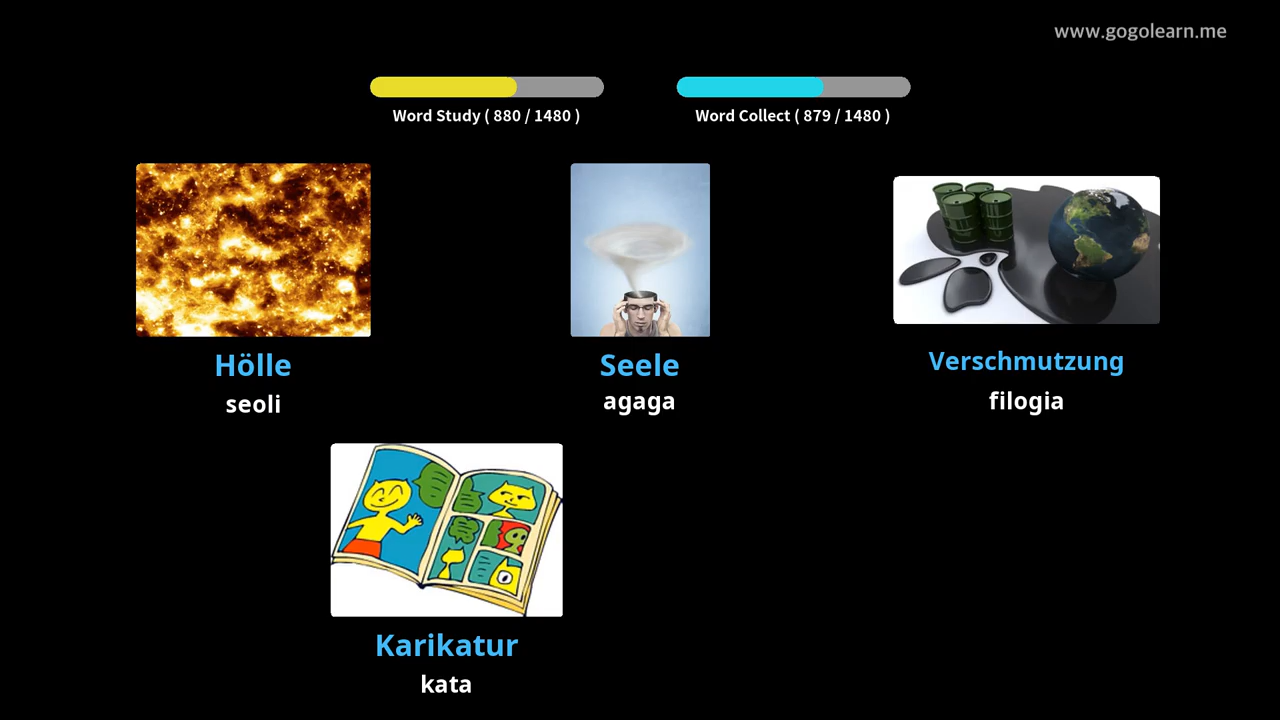 www.gogolearn.me
Word Study ( 880 / 1480 )
Word Collect ( 879 / 1480 )
Hölle
seoli
Seele
agaga
Verschmutzung
filogia
Karikatur
kata